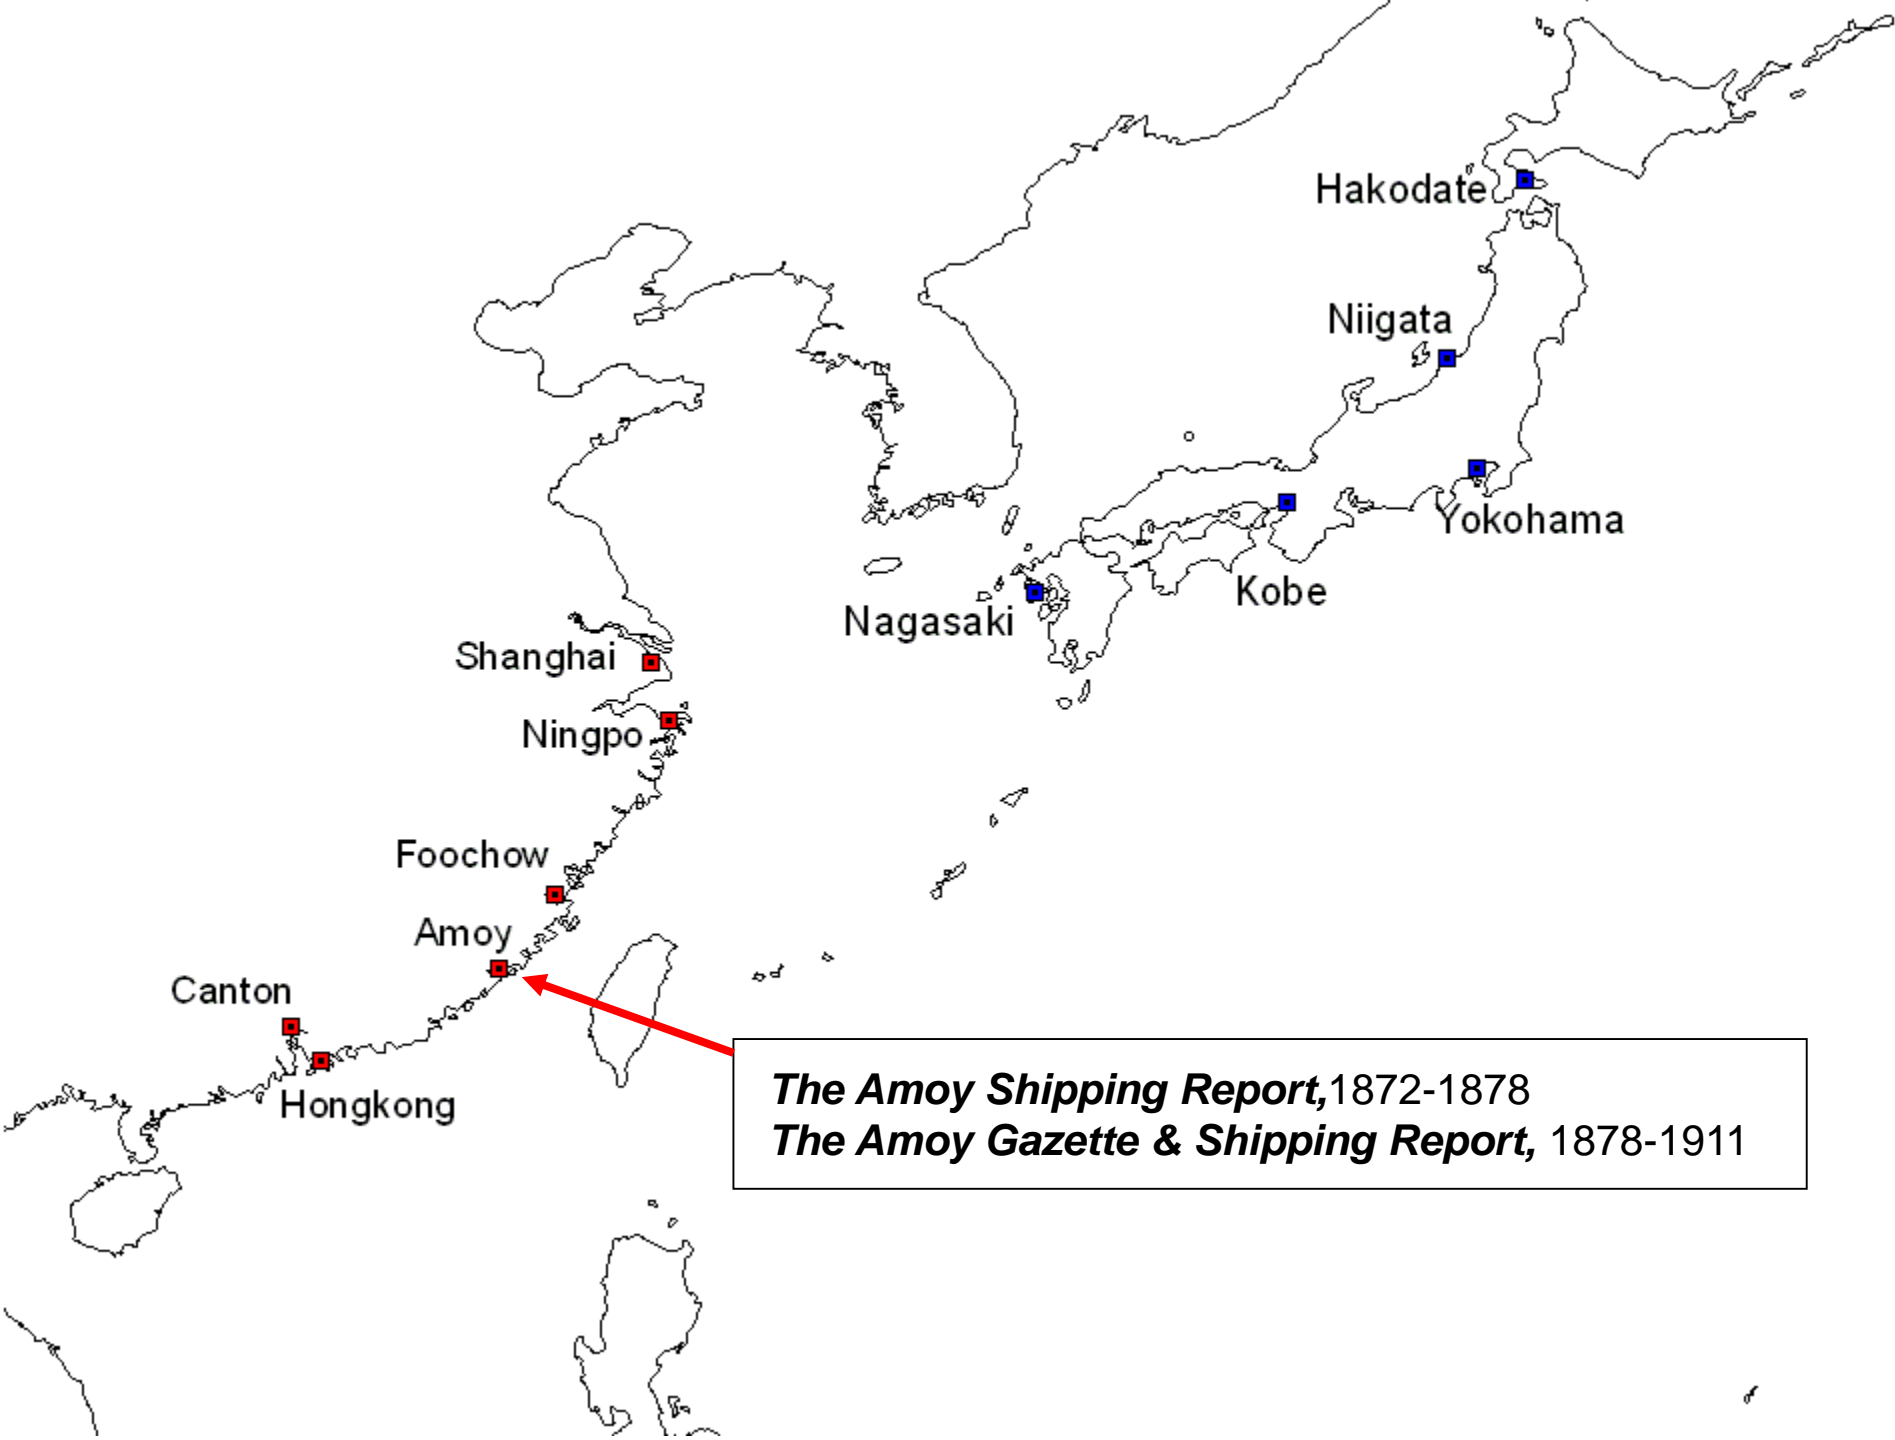 Hakodate
Niigata
Yokohama
Kobe
Nagasaki
Shanghai
Ningpo
Foochow
Amoy
Canton
Hongkong
The Amoy Shipping Report,1872-1878
The Amoy Gazette & Shipping Report, 1878-1911